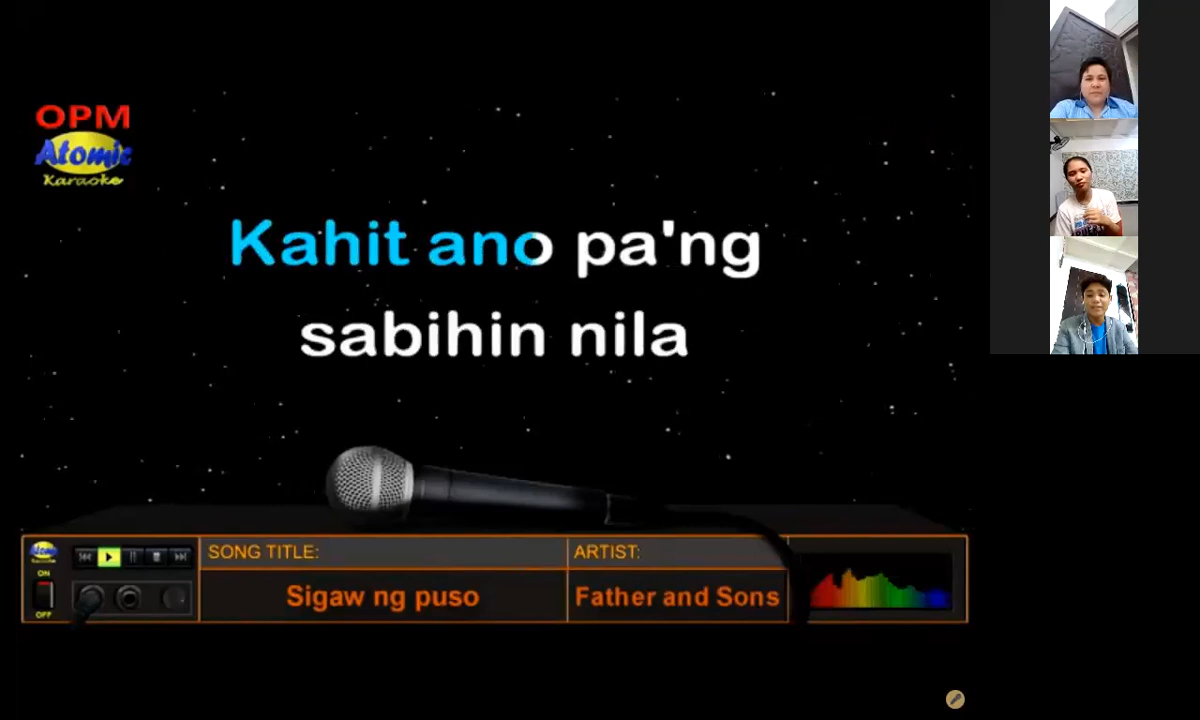 OPM
Atomic
Karaoke
Kahit ano pa'ng
sabihin nila
Atomic
ON
OFF
SONG TITLE:
ARTIST:
Sigaw ng puso
Father and Sons